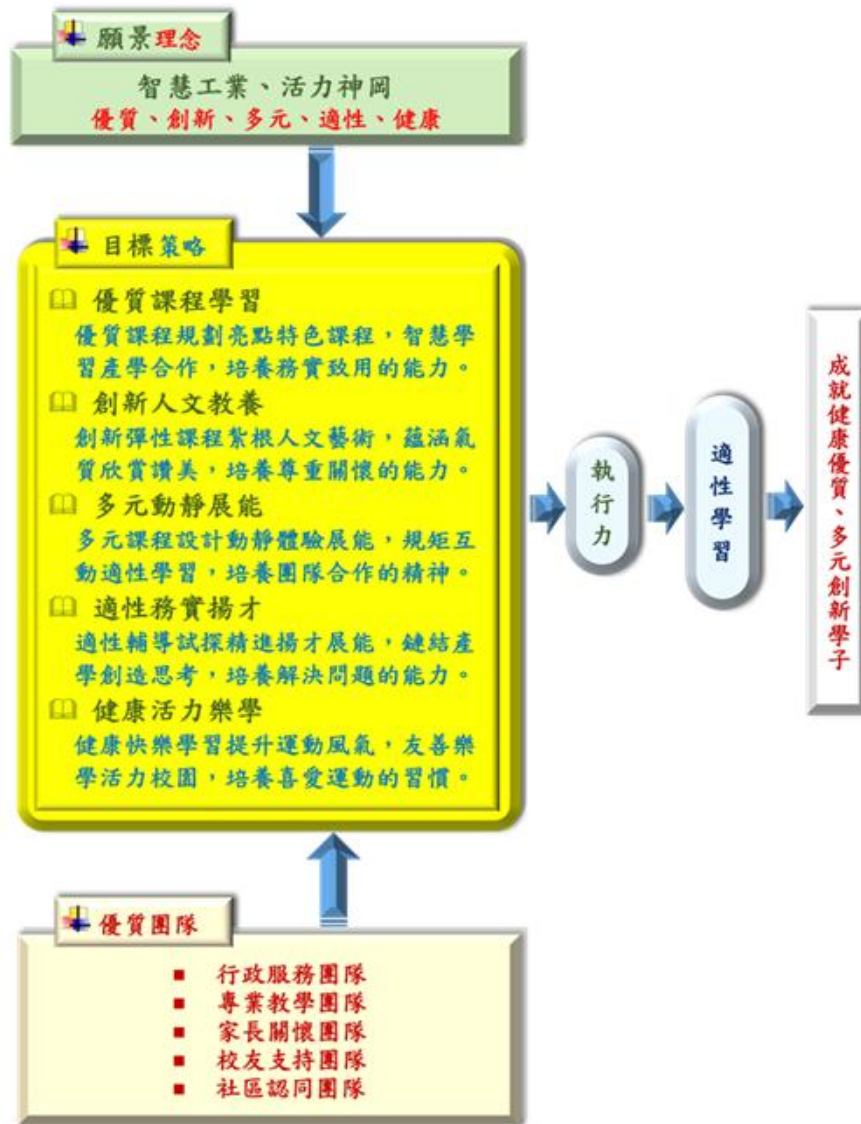 願景理念
智慧工業、活力神岡
優質、創新、多元、適性、健康
目標策略
優質課程學習
優質課程規劃亮點特色課程，智慧學
習產學合作，培養務實致用的能力。
創新人文教養
創新彈性課程紮根人文藝術，蘊涵氣
質欣賞讚美，培養尊重關懷的能力。
多元動靜展能
多元課程設計動靜體驗展能，規矩互
動適性學習，培養團隊合作的精神。
適性務實揚才
適性輔導試探精進揚才展能，鏈結產
學創造思考，培養解決問題的能力。
健康活力樂學
健康快樂學習提升運動風氣，友善樂
學活力校園，培養喜愛運動的習慣。
執行力
適性學習
成就健康優質、多元創新學子
優質團隊
行政服務團隊
專業教學團隊
家長關懷團隊
校友支持團隊
社區認同團隊